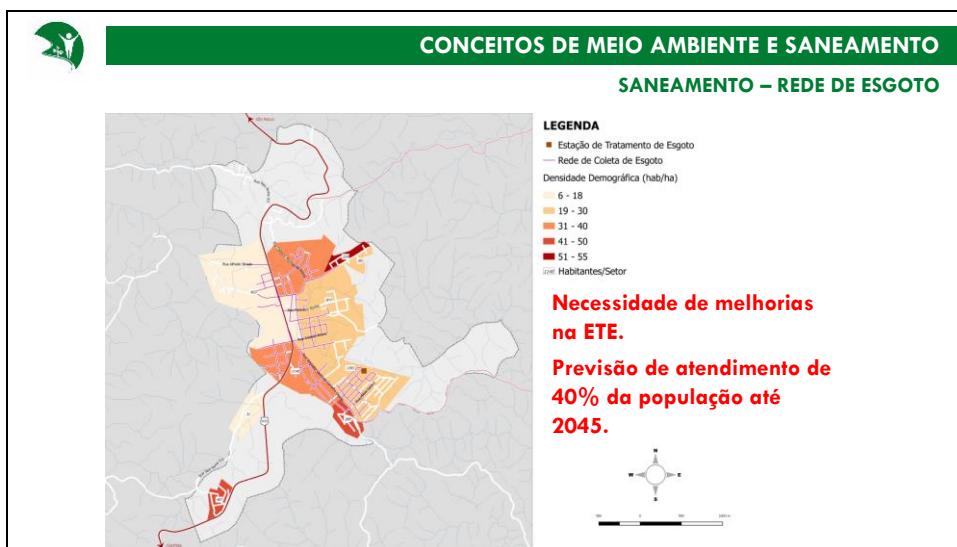 CONCEITOS DE MEIO AMBIENTE E SANEAMENTO
SANEAMENTO – REDE DE ESGOTO
LEGENDA
Estação de Tratamento de Esgoto
Rede de Coleta de Esgoto
Densidade Demográfica (hab/ha)
6 - 18
19 - 30
31 - 40
41 - 50
51 - 55
Habitantes/Setor
Necessidade de melhorias
na ETE.
Previsão de atendimento de
40% da população até
2045.
N
W
E
S